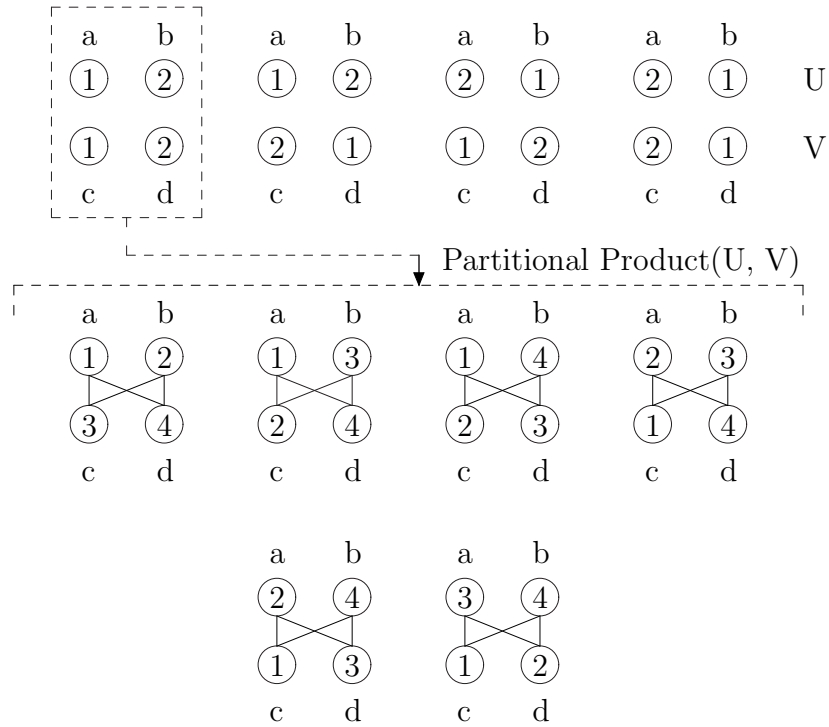 a b a b a b a b
1 2 1 2 2 1 2 1 U
1 2 2 1 1 2 2 1 V
c d c d c d c d
Partitional Product(U, V)
a b a b a b a b
1 2 1 3 1 4 2 3
3 4 2 4 2 3 1 4
c d c d c d c d
a b a b
2 4 3 4
1 3 1 2
c d c d